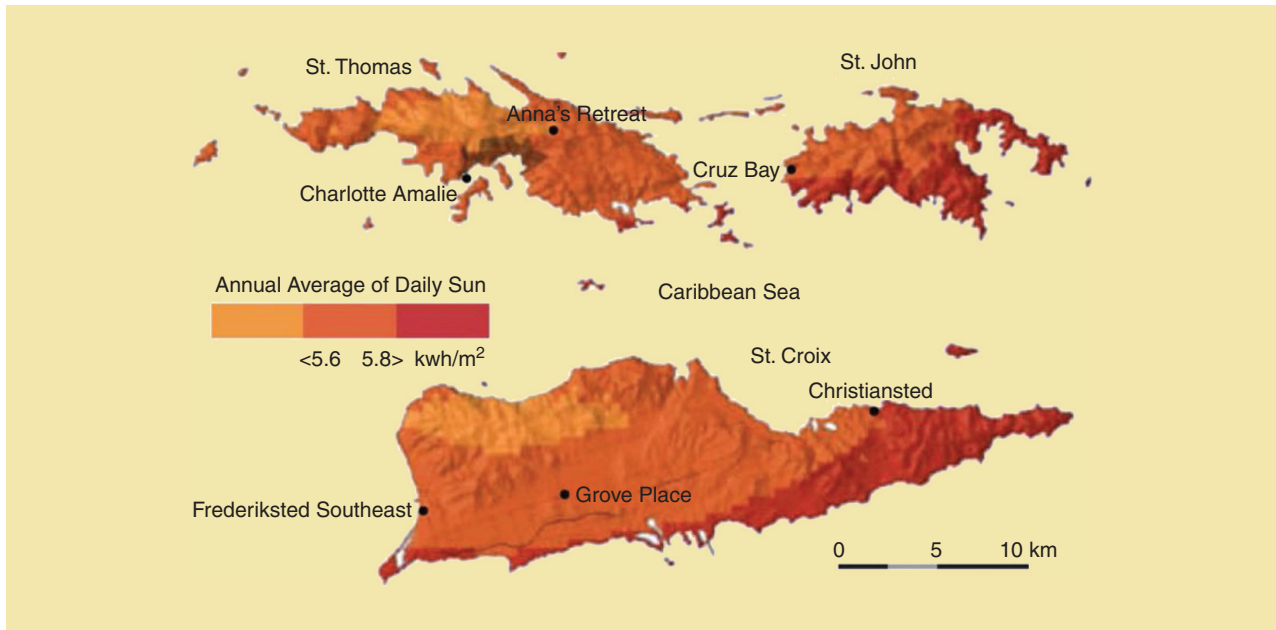 St. Thomas
St. John
Anna's Retreat
Cruz Bay
Charlotte Amalie
Annual Average of Daily Sun
<5.6 5.8> kwh/m²
Caribbean Sea
St. Croix
Christiansted
Frederiksted Southeast
Grove Place
0 5 10 km